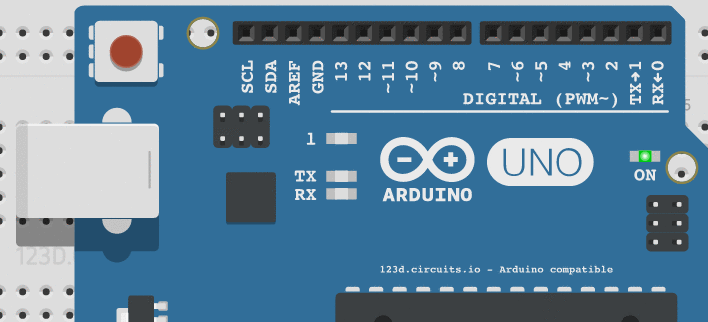 SCL
SDA
AREF
GND
13
12
~11
~10
~9
8
7
~6
~5
4
~3
2
TX→1
RX←0
DIGITAL (PWM~)
1
TX
RX
UNO
ARDUINO
ON
5
123D.
123d.circuits.io - Arduino compatible